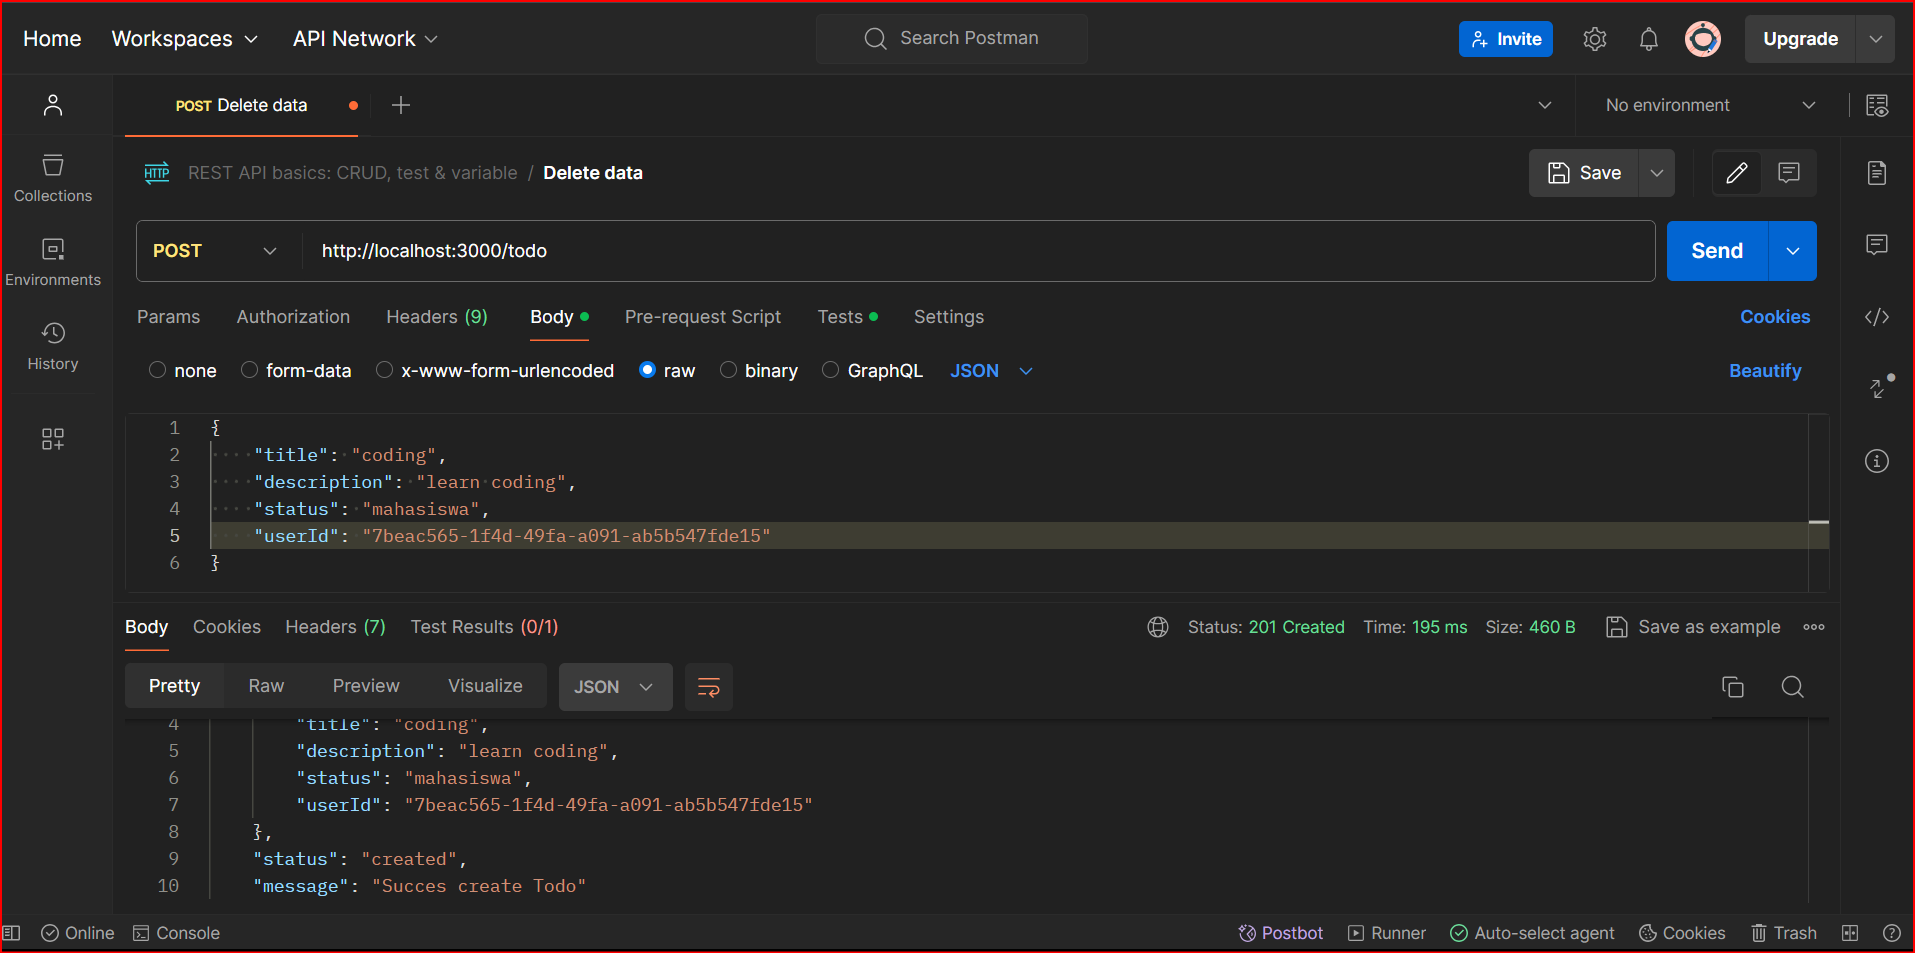 Home Workspaces API Network Search Postman Invite Upgrade
POST Delete data No environment
HTTP REST API basics: CRUD, test & variable / Delete data Save
Collections
Environments
History
POST http://localhost:3000/todo Send
Params Authorization Headers (9) Body Pre-request Script Tests Settings Cookies
none form-data x-www-form-urlencoded raw binary GraphQL JSON Beautify
1 {
2 "title": "coding",
3 "description": "learn coding",
4 "status": "mahasiswa",
5 "userId": "7beac565-1f4d-49fa-a091-ab5b547fde15"
6 }
Body Cookies Headers (7) Test Results (0/1) Status: 201 Created Time: 195 ms Size: 460 B Save as example
Pretty Raw Preview Visualize JSON
4 "title": "coding",
5 "description": "learn coding",
6 "status": "mahasiswa",
7 "userId": "7beac565-1f4d-49fa-a091-ab5b547fde15"
8 },
9 "status": "created",
10 "message": "Succes create Todo"
Online Console Postbot Runner Auto-select agent Cookies Trash